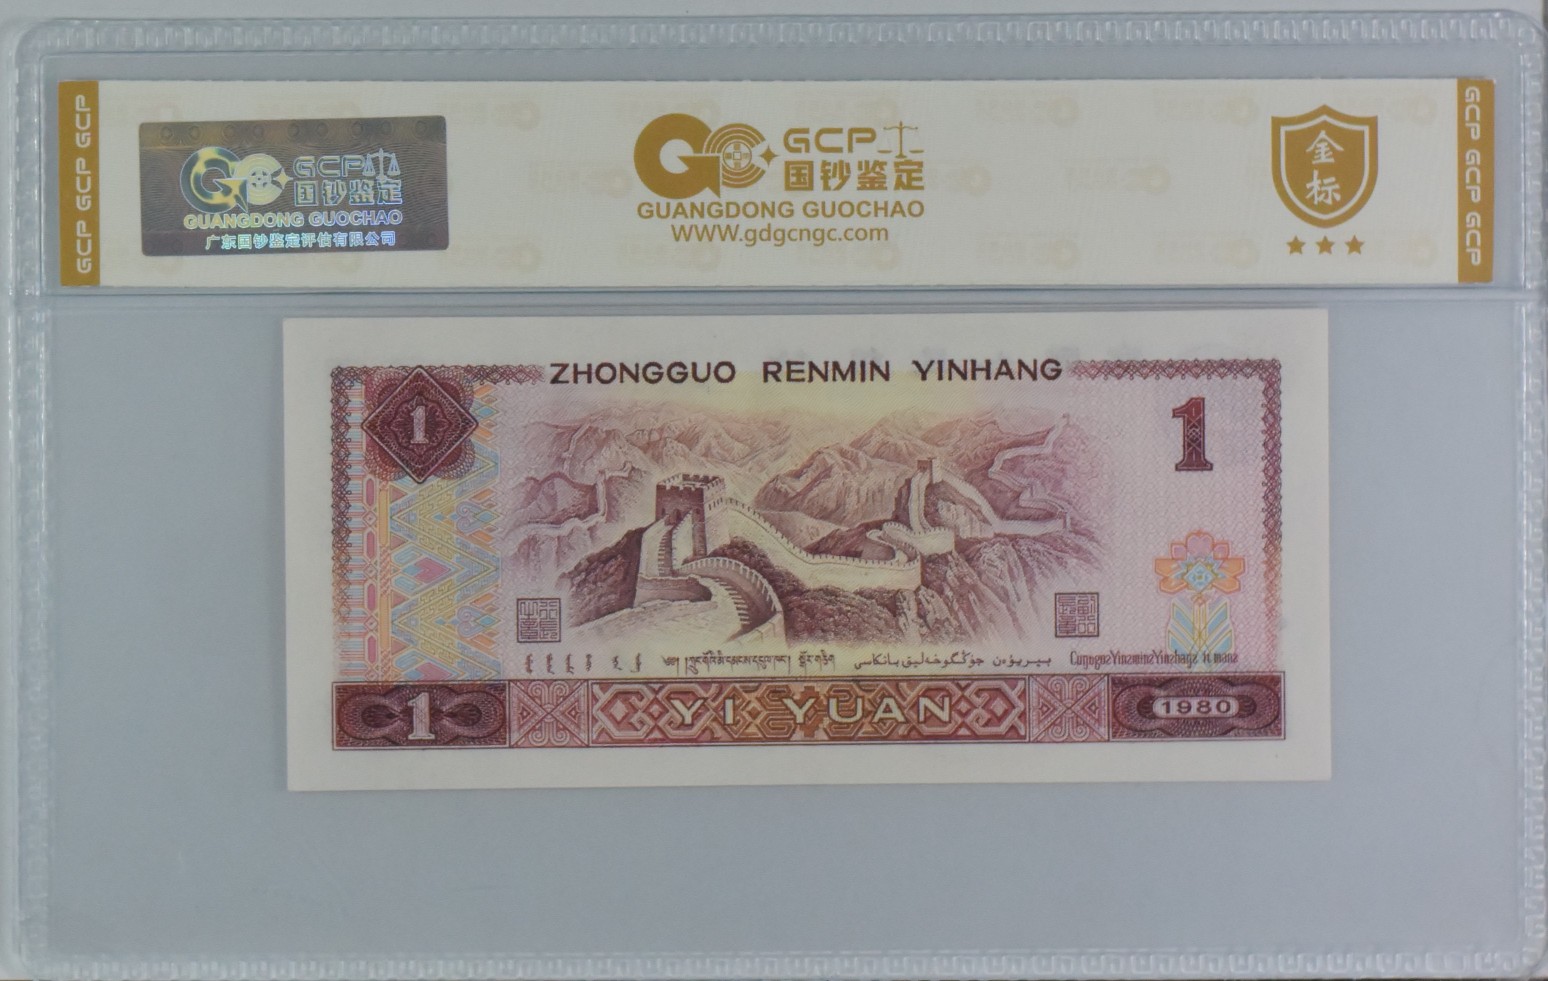 GCP GCP GCP
GCP
国钞鉴定
GUANGDONG GUOCHAO
广东国钞鉴定评估有限公司
GCP
国钞鉴定
GUANGDONG GUOCHAO
WWW.gdgcngc.com
金标
GCP GCP GCP
ZHONGGUO RENMIN YINHANG
1
1
1
YI YUAN
1980